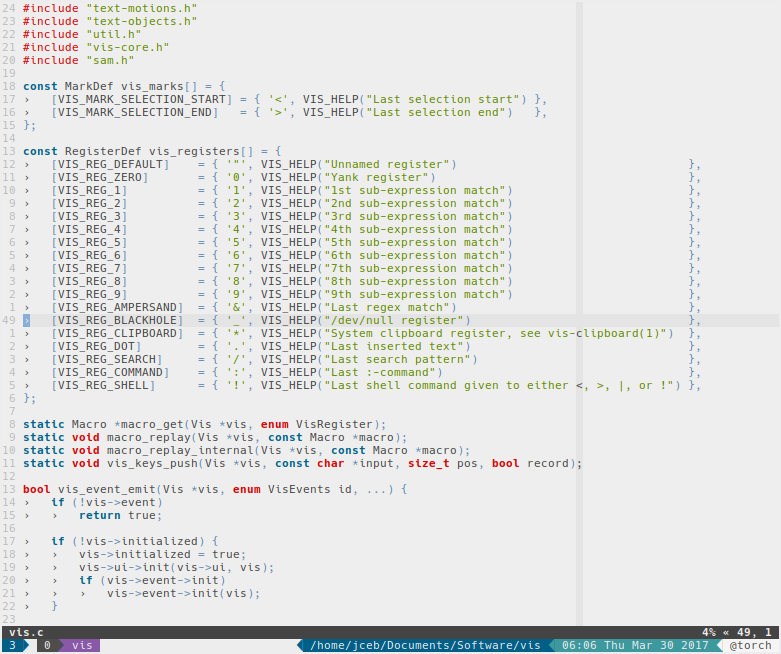 24 #include "text-motions.h"
23 #include "text-objects.h"
22 #include "util.h"
21 #include "vis-core.h"
20 #include "sam.h"
19
18 const MarkDef vis_marks[] = {
17 ›   [VIS_MARK_SELECTION_START] = { '<', VIS_HELP("Last selection start") },
16 ›   [VIS_MARK_SELECTION_END]   = { '>', VIS_HELP("Last selection end")   },
15 };
14
13 const RegisterDef vis_registers[] = {
12 ›   [VIS_REG_DEFAULT]    = { '"', VIS_HELP("Unnamed register")                                 },
11 ›   [VIS_REG_ZERO]       = { '0', VIS_HELP("Yank register")                                    },
10 ›   [VIS_REG_1]          = { '1', VIS_HELP("1st sub-expression match")                         },
9 ›   [VIS_REG_2]          = { '2', VIS_HELP("2nd sub-expression match")                         },
8 ›   [VIS_REG_3]          = { '3', VIS_HELP("3rd sub-expression match")                         },
7 ›   [VIS_REG_4]          = { '4', VIS_HELP("4th sub-expression match")                         },
6 ›   [VIS_REG_5]          = { '5', VIS_HELP("5th sub-expression match")                         },
5 ›   [VIS_REG_6]          = { '6', VIS_HELP("6th sub-expression match")                         },
4 ›   [VIS_REG_7]          = { '7', VIS_HELP("7th sub-expression match")                         },
3 ›   [VIS_REG_8]          = { '8', VIS_HELP("8th sub-expression match")                         },
2 ›   [VIS_REG_9]          = { '9', VIS_HELP("9th sub-expression match")                         },
1 ›   [VIS_REG_AMPERSAND]  = { '&', VIS_HELP("Last regex match")                                 },
49 ›   [VIS_REG_BLACKHOLE]  = { '_', VIS_HELP("/dev/null register")                               },
1 ›   [VIS_REG_CLIPBOARD]  = { '*', VIS_HELP("System clipboard register, see vis-clipboard(1)")  },
2 ›   [VIS_REG_DOT]        = { '.', VIS_HELP("Last inserted text")                               },
3 ›   [VIS_REG_SEARCH]     = { '/', VIS_HELP("Last search pattern")                              },
4 ›   [VIS_REG_COMMAND]    = { ':', VIS_HELP("Last :-command")                                   },
5 ›   [VIS_REG_SHELL]      = { '!', VIS_HELP("Last shell command given to either <, >, |, or !") },
6 };
7
8 static Macro *macro_get(Vis *vis, enum VisRegister);
9 static void macro_replay(Vis *vis, const Macro *macro);
10 static void macro_replay_internal(Vis *vis, const Macro *macro);
11 static void vis_keys_push(Vis *vis, const char *input, size_t pos, bool record);
12
13 bool vis_event_emit(Vis *vis, enum VisEvents id, ...) {
14 ›   if (!vis->event)
15 ›   ›   return true;
16
17 ›   if (!vis->initialized) {
18 ›   ›   vis->initialized = true;
19 ›   ›   vis->ui->init(vis->ui, vis);
20 ›   ›   if (vis->event->init)
21 ›   ›   ›   vis->event->init(vis);
22 ›   }
23
vis.c 4% « 49, 1
3 0 vis /home/jceb/Documents/Software/vis 06:06 Thu Mar 30 2017 @torch